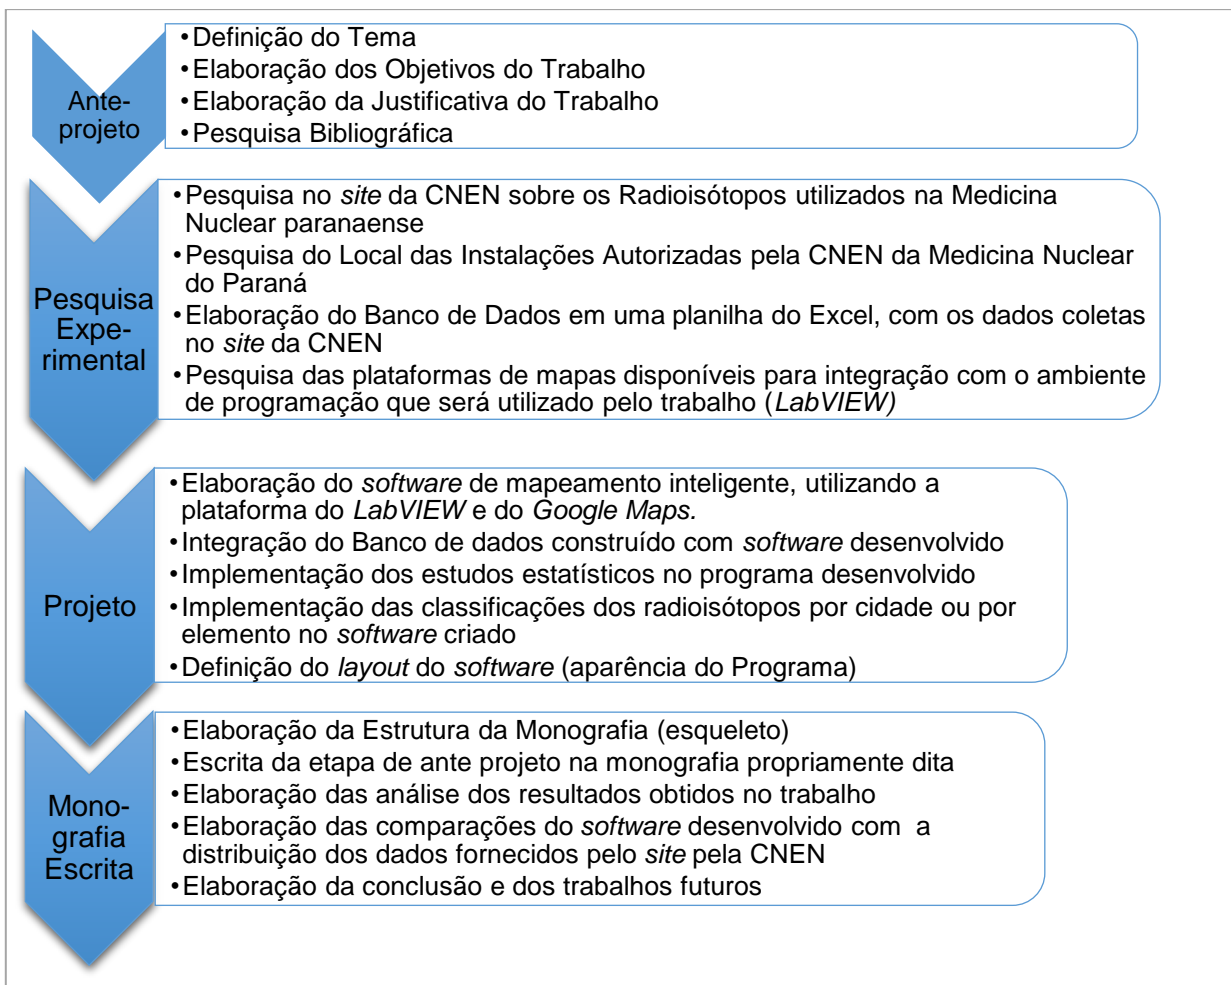 Ante-
projeto
•Definição do Tema
•Elaboração dos Objetivos do Trabalho
•Elaboração da Justificativa do Trabalho
•Pesquisa Bibliográfica
Pesquisa
Expe-
rimental
•Pesquisa no site da CNEN sobre os Radioisótopos utilizados na Medicina
Nuclear paranaense
•Pesquisa do Local das Instalações Autorizadas pela CNEN da Medicina Nuclear
do Paraná
•Elaboração do Banco de Dados em uma planilha do Excel, com os dados coletas
no site da CNEN
•Pesquisa das plataformas de mapas disponíveis para integração com o ambiente
de programação que será utilizado pelo trabalho (LabVIEW)
Projeto
•Elaboração do software de mapeamento inteligente, utilizando a
plataforma do LabVIEW e do Google Maps.
•Integração do Banco de dados construído com software desenvolvido
•Implementação dos estudos estatísticos no programa desenvolvido
•Implementação das classificações dos radioisótopos por cidade ou por
elemento no software criado
•Definição do layout do software (aparência do Programa)
Mono-
grafia
Escrita
•Elaboração da Estrutura da Monografia (esqueleto)
•Escrita da etapa de ante projeto na monografia propriamente dita
•Elaboração das análise dos resultados obtidos no trabalho
•Elaboração das comparações do software desenvolvido com a
distribuição dos dados fornecidos pelo site pela CNEN
•Elaboração da conclusão e dos trabalhos futuros